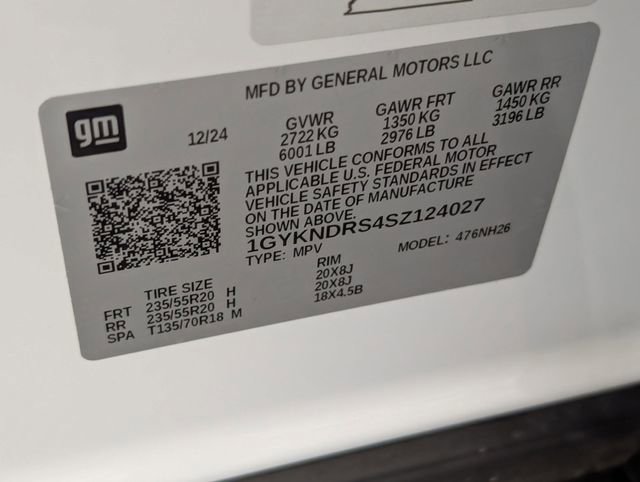 MFD BY GENERAL MOTORS LLC
gm
12/24
GVWR
2722 KG
6001 LB
GAWR FRT
1350 KG
2976 LB
GAWR RR
1450 KG
3196 LB
THIS VEHICLE CONFORMS TO ALL
APPLICABLE U.S. FEDERAL MOTOR
VEHICLE SAFETY STANDARDS IN EFFECT
ON THE DATE OF MANUFACTURE
SHOWN ABOVE.
1GYKNDRS4SZ124027
TYPE: MPV
MODEL: 476NH26
TIRE SIZE
RIM
FRT 235/55R20 H 20X8J
RR 235/55R20 H 20X8J
SPA T135/70R18 M 18X4.5B